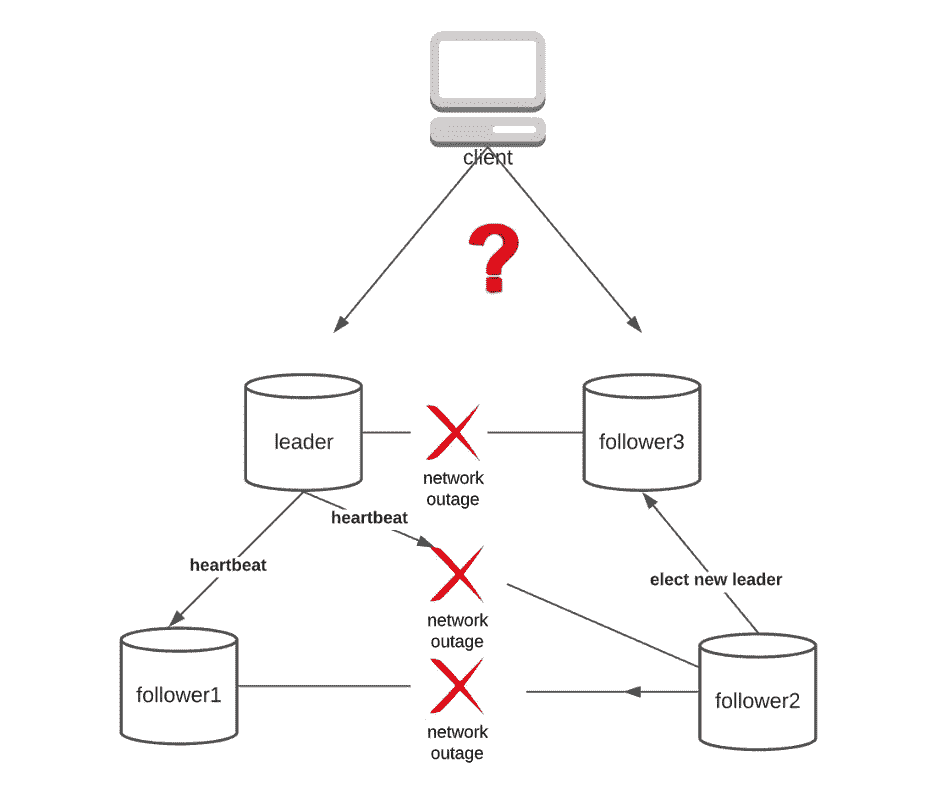 client
?
leader
follower3
network
outage
heartbeat
heartbeat
elect new leader
network
outage
follower1
follower2
network
outage